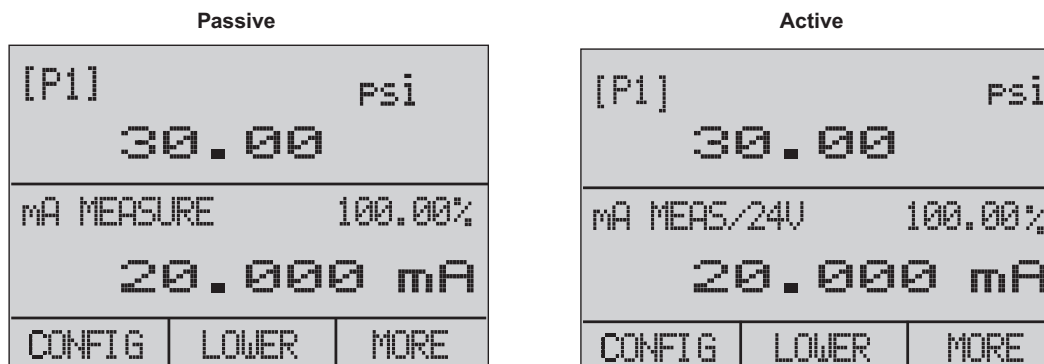 Passive
[P1] psi
30.00
mA MEASURE 100.00%
20.000 mA
CONFIG LOWER MORE
Active
[P1] psi
30.00
mA MEAS/24V 100.00%
20.000 mA
CONFIG LOWER MORE